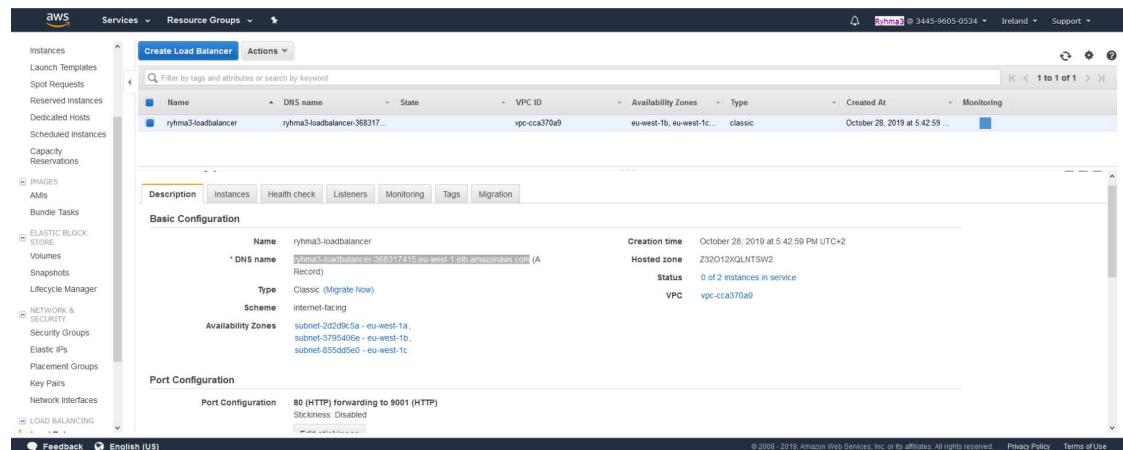 aws Services Resource Groups Ryhma3 @ 3445-9605-0534 Ireland Support
Instances
Launch Templates
Spot Requests
Reserved Instances
Dedicated Hosts
Scheduled Instances
Capacity
Reservations
IMAGES
AMIs
Bundle Tasks
ELASTIC BLOCK
STORE
Volumes
Snapshots
Lifecycle Manager
NETWORK &
SECURITY
Security Groups
Elastic IPs
Placement Groups
Key Pairs
Network Interfaces
LOAD BALANCING
Create Load Balancer Actions
Filter by tags and attributes or search by keyword 1 to 1 of 1
Name DNS name State VPC ID Availability Zones Type Created At Monitoring
ryhma3-loadbalancer ryhma3-loadbalancer-368317... vpc-cca370a9 eu-west-1b, eu-west-1c... classic October 28, 2019 at 5:42:59 ...
Description Instances Health check Listeners Monitoring Tags Migration
Basic Configuration
Name ryhma3-loadbalancer
* DNS name ryhma3-loadbalancer-368317415.eu-west-1.elb.amazonaws.com (A
Record)
Type Classic (Migrate Now)
Scheme internet-facing
Availability Zones subnet-2d2d9c5a - eu-west-1a,
subnet-3795406e - eu-west-1b,
subnet-855dd5e0 - eu-west-1c
Creation time October 28, 2019 at 5:42:59 PM UTC+2
Hosted zone Z32O12XQLNTSW2
Status 0 of 2 instances in service
VPC vpc-cca370a9
Port Configuration
Port Configuration 80 (HTTP) forwarding to 9001 (HTTP)
Stickiness: Disabled
Edit stickiness
Feedback English (US) © 2008 - 2019, Amazon Web Services, Inc. or its affiliates. All rights reserved. Privacy Policy Terms of Use